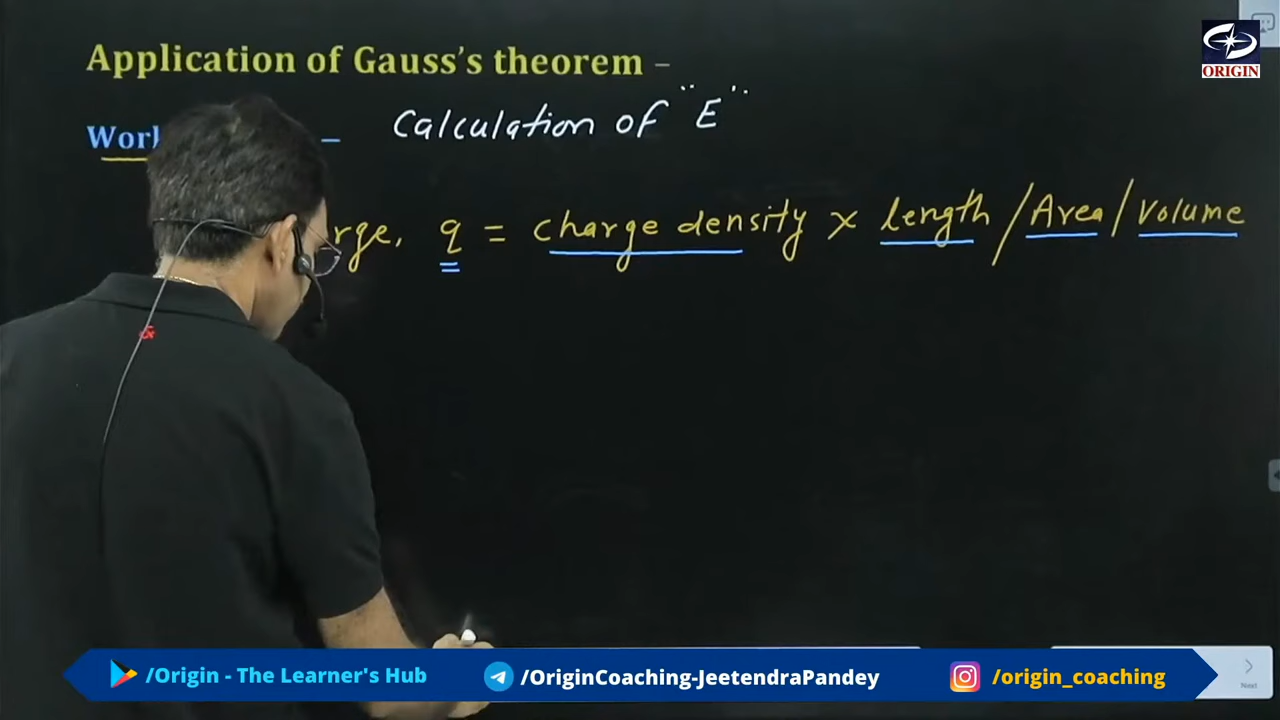 ORIGIN
Application of Gauss's theorem –
– Calculation of "E"
q = charge density × length / Area / Volume
/Origin - The Learner's Hub
/OriginCoaching-JeetendraPandey
/origin_coaching
Next